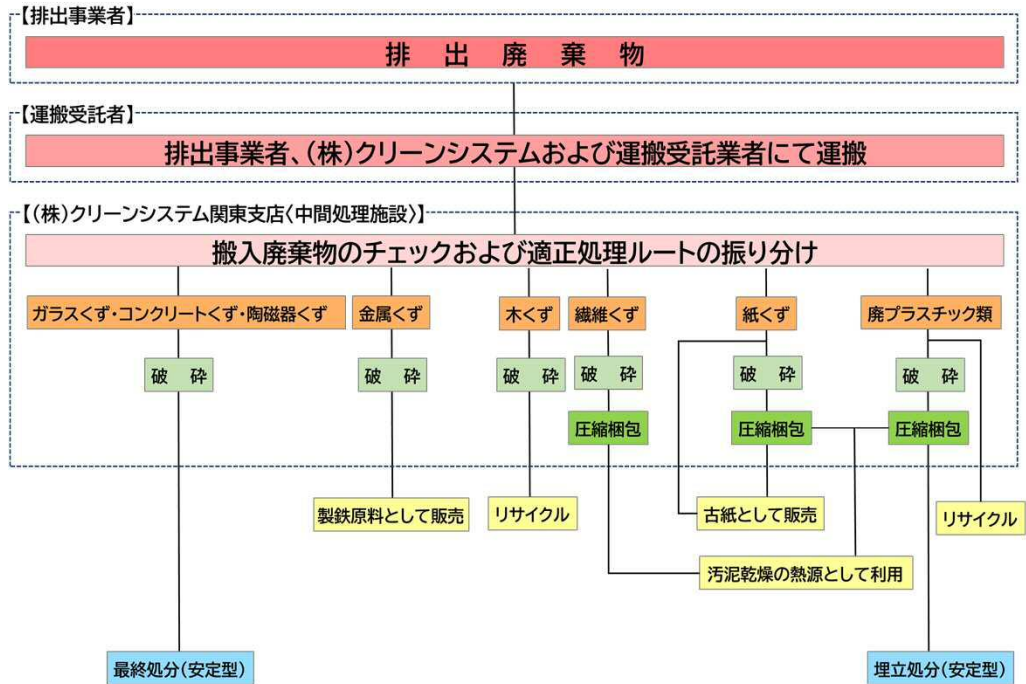 【排出事業者】
排 出 廃 棄 物
【運搬受託者】
排出事業者、(株)クリーンシステムおよび運搬受託業者にて運搬
【(株)クリーンシステム関東支店〈中間処理施設〉】
搬入廃棄物のチェックおよび適正処理ルートの振り分け
ガラスくず・コンクリートくず・陶磁器くず
金属くず
木くず
繊維くず
紙くず
廃プラスチック類
破 砕
破 砕
破 砕
破 砕
破 砕
破 砕
圧縮梱包
圧縮梱包
圧縮梱包
製鉄原料として販売
リサイクル
古紙として販売
リサイクル
汚泥乾燥の熱源として利用
最終処分(安定型)
埋立処分(安定型)